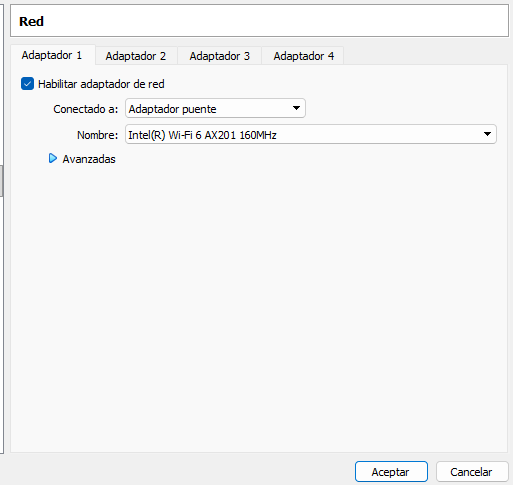 Red
Adaptador 1 Adaptador 2 Adaptador 3 Adaptador 4
Habilitar adaptador de red
Conectado a: Adaptador puente
Nombre: Intel(R) Wi-Fi 6 AX201 160MHz
Avanzadas
Aceptar Cancelar